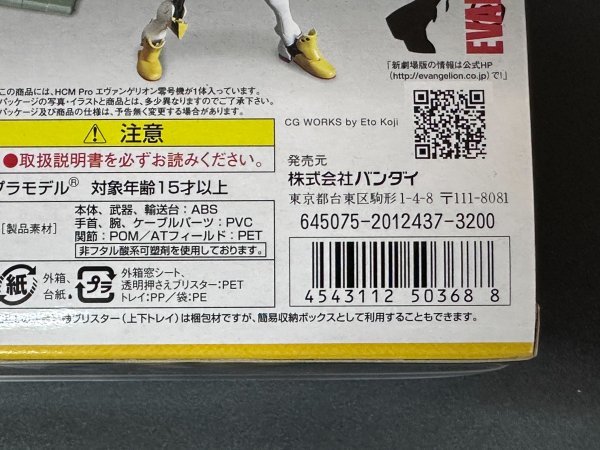 EVAN
「新劇場版の情報は公式HP
(http://evangelion.co.jp)で!」
この商品には、HCM Pro エヴァンゲリオン零号機が1体入っています。
パッケージの写真・イラストと商品とは、多少異なりますのでご了承下さい。
パッケージ及び商品の仕様は、予告無く変更する場合があります。
CG WORKS by Eto Koji
注意
●取扱説明書を必ずお読みください。
プラモデル® 対象年齢15才以上
[製品素材]
本体、武器、輸送台:ABS
手首、腕、ケーブルパーツ:PVC
関節:POM/ATフィールド:PET
非フタル酸系可塑剤を使用しております。
紙
外箱、
台紙
プラ
外箱窓シート、
透明押さえブリスター:PET
トレイ:PP/袋:PE
ブリスター(上下トレイ)は梱包材ですが、簡易収納ボックスとして利用することもできます。
発売元
株式会社バンダイ
東京都台東区駒形1-4-8 〒111-8081
645075-2012437-3200
4543112 503688